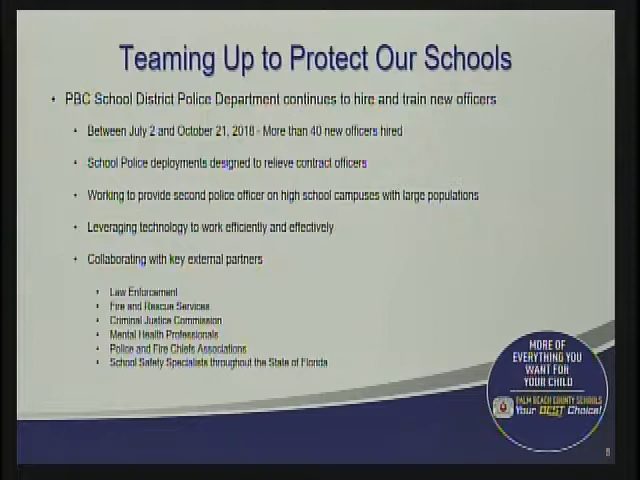 Teaming Up to Protect Our Schools
• PBC School District Police Department continues to hire and train new officers
• Between July 2 and October 21, 2018 - More than 40 new officers hired
• School Police deployments designed to relieve contract officers
• Working to provide second police officer on high school campuses with large populations
• Leveraging technology to work efficiently and effectively
• Collaborating with key external partners
• Law Enforcement
• Fire and Rescue Services
• Criminal Justice Commission
• Mental Health Professionals
• Police and Fire Chiefs Associations
• School Safety Specialists throughout the State of Florida
MORE OF
EVERYTHING YOU
WANT FOR
YOUR CHILD
PALM BEACH COUNTY SCHOOLS
Your BEST Choice!